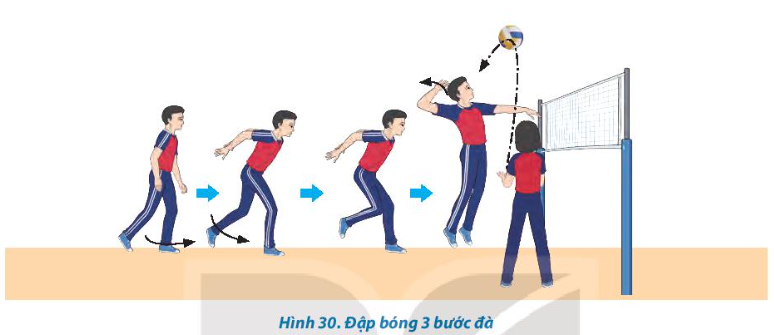 Hình 30. Đập bóng 3 bước đà